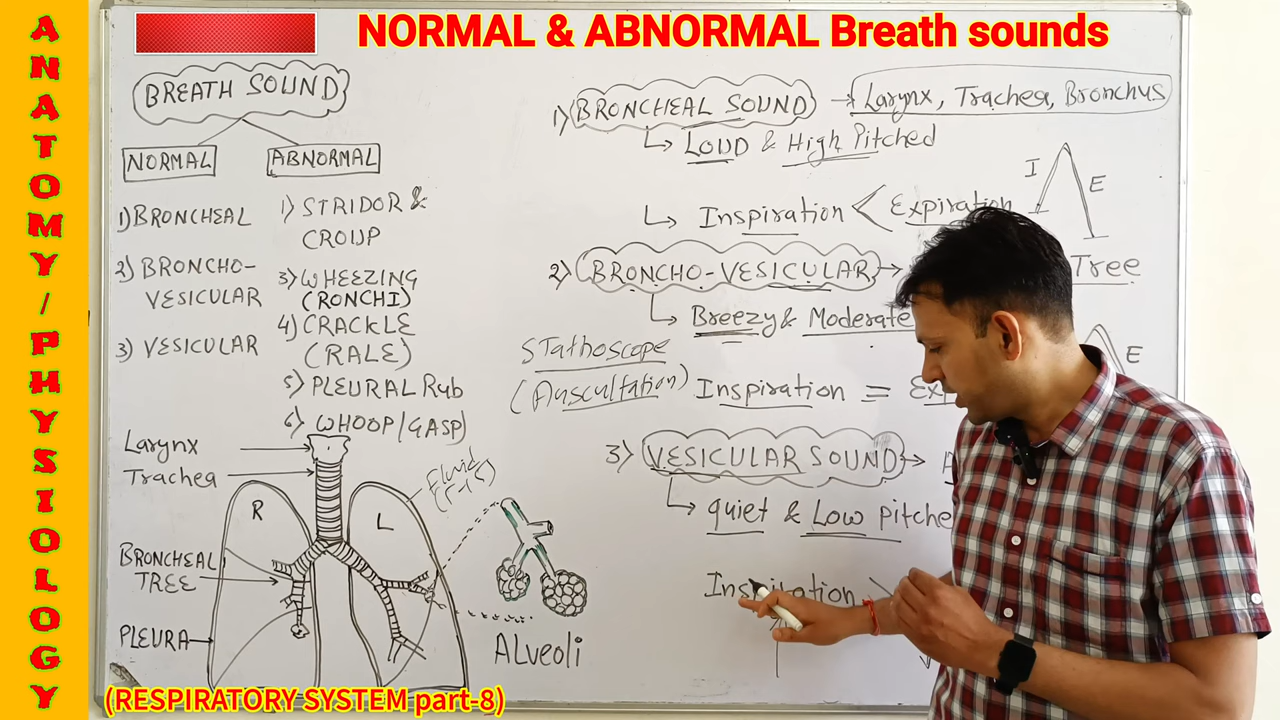 ANATOMY/PHYSIOLOGY
NORMAL & ABNORMAL Breath sounds
BREATH SOUND
NORMAL
ABNORMAL
1) BRONCHEAL
2) BRONCHO-
VESICULAR
3) VESICULAR
1) STRIDOR &
CROUP
3) WHEEZING
(RONCHI)
4) CRACKLE
(RALE)
5) PLEURAL Rub
6) WHOOP/GASP
Larynx
Trachea
BRONCHEAL
TREE
PLEURA
R
L
Fluid
ALveoli
STathoscope
(Auscultation)
1) BRONCHEAL SOUND → Larynx, Trachea, Bronchus
LOUD & High Pitched
Inspiration < Expiration
I E
2) BRONCHO-VESICULAR → Tree
Breezy & Moderate
Inspiration = Exp
E
3) VESICULAR SOUND →
quiet & Low pitche
Inspiration
(RESPIRATORY SYSTEM part-8)